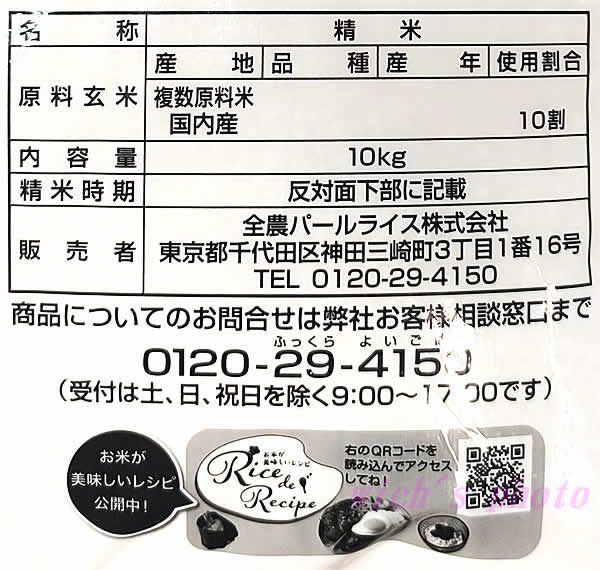 名称 精米
産地 品種 産年 使用割合
原料玄米 複数原料米
国内産 10割
内容量 10kg
精米時期 反対面下部に記載
販売者 全農パールライス株式会社
東京都千代田区神田三崎町3丁目1番16号
TEL 0120-29-4150
商品についてのお問合せは弊社お客様相談窓口まで
ふっくら よいごは
0120-29-4150
(受付は土、日、祝日を除く9:00～17:00です)
お米が
美味しいレシピ
公開中!
お米が
美味しいレシピ
Rice
de
Recipe
右のQRコードを
読み込んでアクセス
してね!
rich's photo